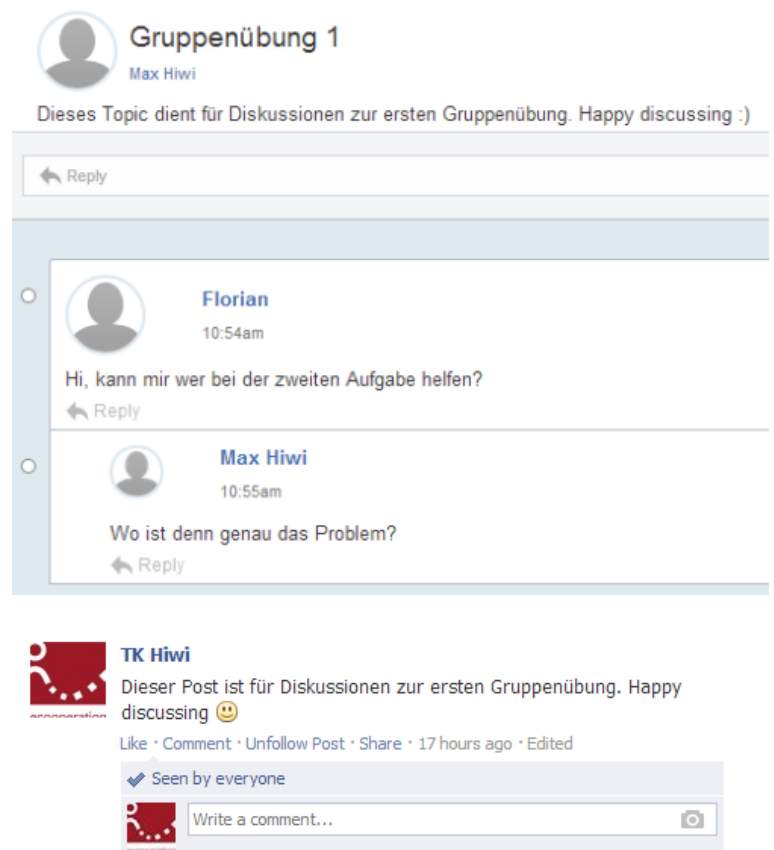 Gruppenübung 1
Max Hiwi
Dieses Topic dient für Diskussionen zur ersten Gruppenübung. Happy discussing :)
Reply
Florian
10:54am
Hi, kann mir wer bei der zweiten Aufgabe helfen?
Reply
Max Hiwi
10:55am
Wo ist denn genau das Problem?
Reply
TK Hiwi
Dieser Post ist für Diskussionen zur ersten Gruppenübung. Happy
discussing
Like · Comment · Unfollow Post · Share · 17 hours ago · Edited
Seen by everyone
Write a comment...